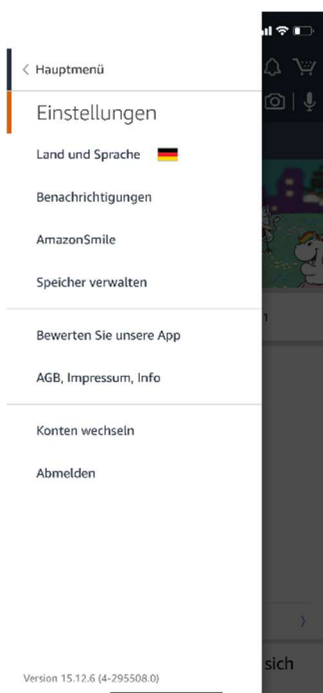 Hauptmenü
Einstellungen
Land und Sprache
Benachrichtigungen
AmazonSmile
Speicher verwalten
Bewerten Sie unsere App
AGB, Impressum, Info
Konten wechseln
Abmelden
sich
Version 15.12.6 (4-295508.0)